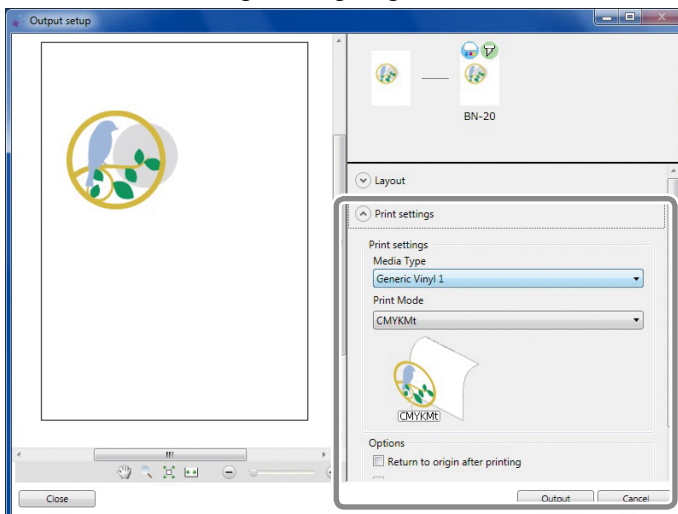 Output setup
BN-20
Layout
Print settings
Print settings
Media Type
Generic Vinyl 1
Print Mode
CMYKMt
CMYKMt
Options
Return to origin after printing
Close
Output
Cancel